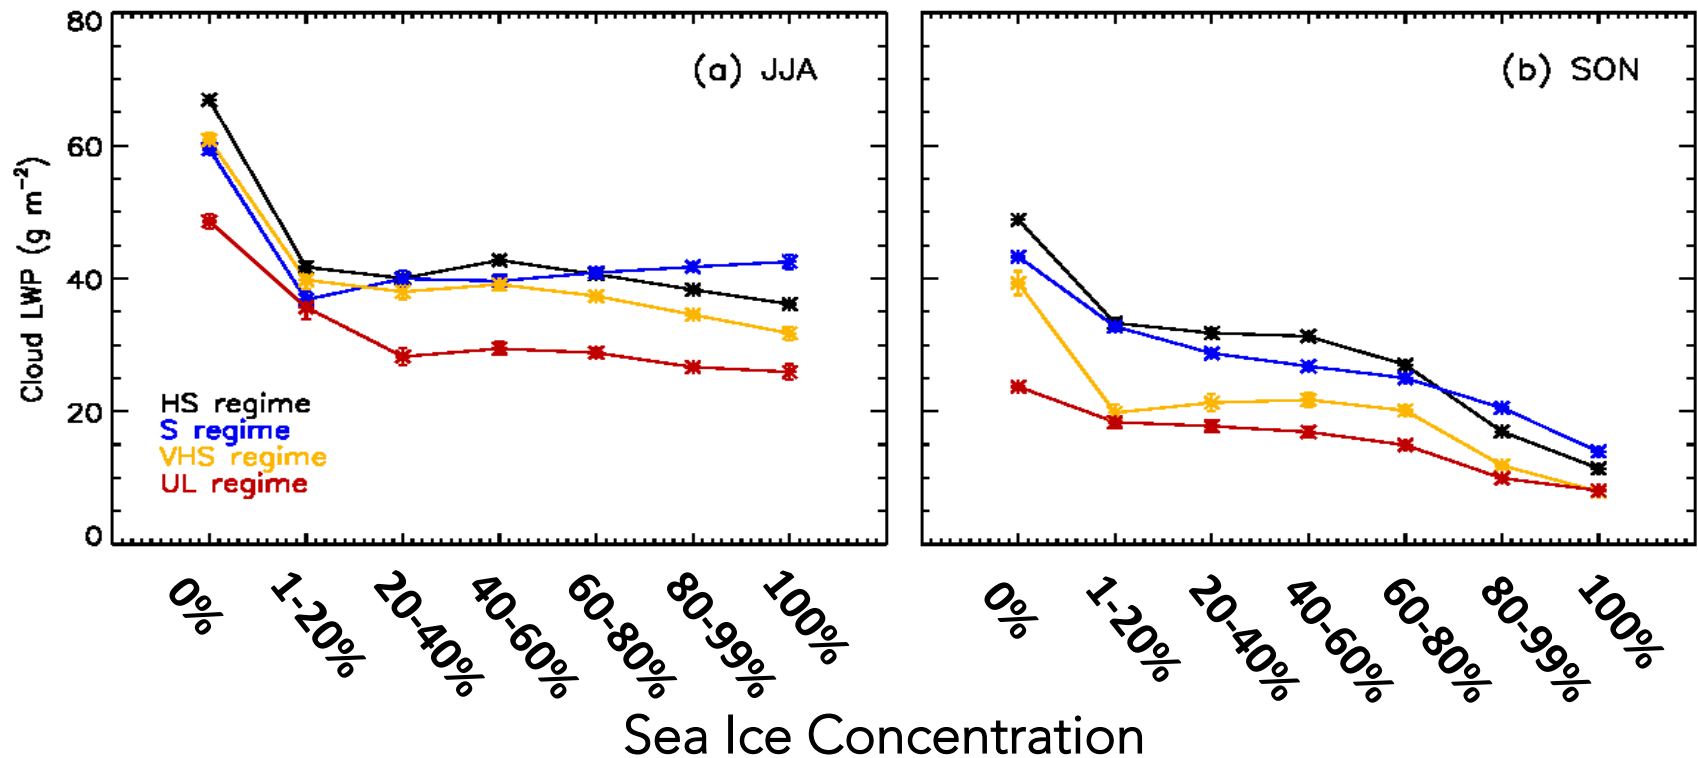 80
60
40
20
0
Cloud LWP (g m⁻²)
(a) JJA
HS regime
S regime
VHS regime
UL regime
(b) SON
0% 1-20% 20-40% 40-60% 60-80% 80-99% 100%
0% 1-20% 20-40% 40-60% 60-80% 80-99% 100%
Sea Ice Concentration